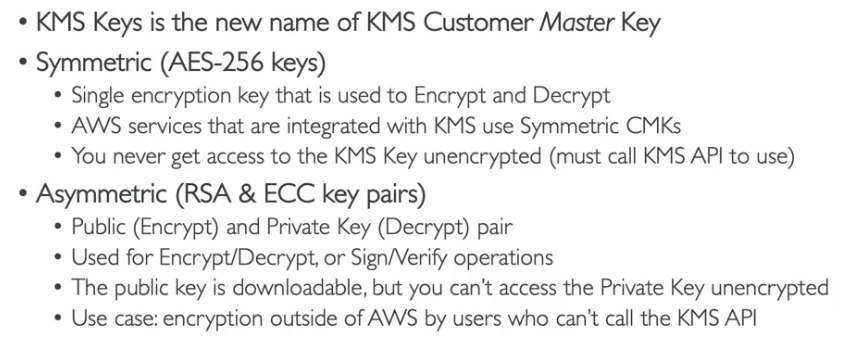 • KMS Keys is the new name of KMS Customer Master Key
• Symmetric (AES-256 keys)
• Single encryption key that is used to Encrypt and Decrypt
• AWS services that are integrated with KMS use Symmetric CMKs
• You never get access to the KMS Key unencrypted (must call KMS API to use)
• Asymmetric (RSA & ECC key pairs)
• Public (Encrypt) and Private Key (Decrypt) pair
• Used for Encrypt/Decrypt, or Sign/Verify operations
• The public key is downloadable, but you can't access the Private Key unencrypted
• Use case: encryption outside of AWS by users who can't call the KMS API